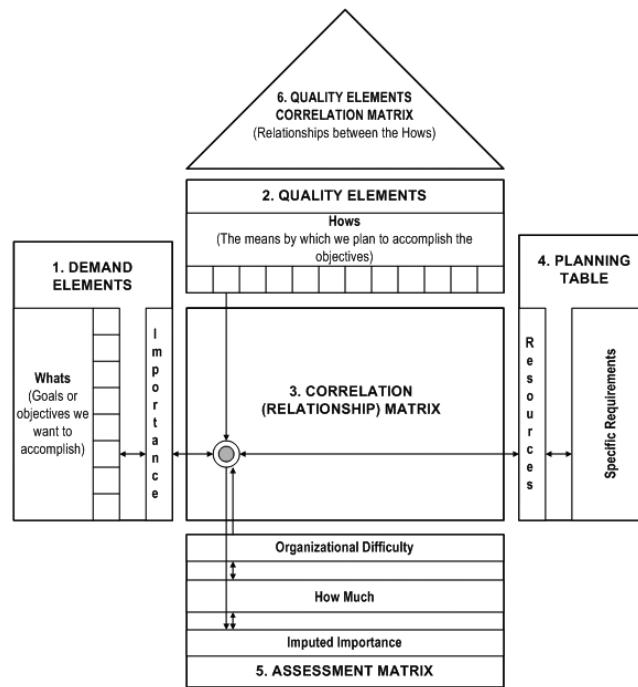 6. QUALITY ELEMENTS
CORRELATION MATRIX
(Relationships between the Hows)
2. QUALITY ELEMENTS
Hows
(The means by which we plan to accomplish the
objectives)
1. DEMAND
ELEMENTS
4. PLANNING
TABLE
Whats
(Goals or
objectives we
want to
accomplish)
Importance
3. CORRELATION
(RELATIONSHIP) MATRIX
Resources
Specific Requirements
Organizational Difficulty
How Much
Imputed Importance
5. ASSESSMENT MATRIX